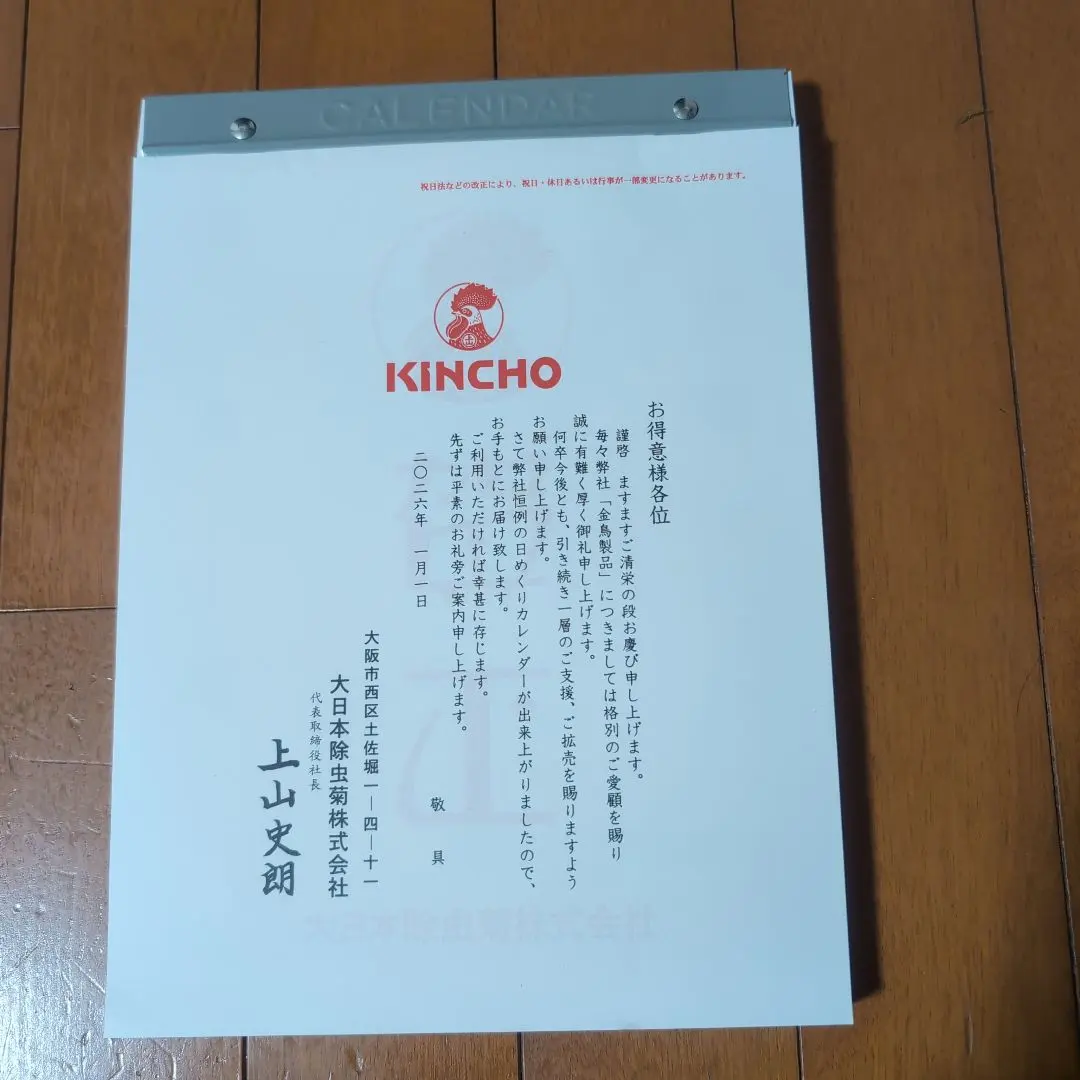 CALENDAR
祝日法などの改正により、祝日・休日あるいは行事が一部変更になることがあります。
KINCHO
お得意様各位
謹啓 ますますご清栄の段お慶び申し上げます。
毎々弊社「金鳥製品」につきましては格別のご愛顧を賜り
誠に有難く厚く御礼申し上げます。
何卒今後とも、引き続き一層のご支援、ご拡売を賜りますよう
お願い申し上げます。
さて弊社恒例の日めくりカレンダーが出来上がりましたので、
お手もとにお届け致します。
ご利用いただければ幸甚に存じます。
先ずは平素のお礼旁ご案内申し上げます。
敬具
二〇二六年 一月一日
大阪市西区土佐堀一―四―十一
大日本除虫菊株式会社
代表取締役社長
上山史朗